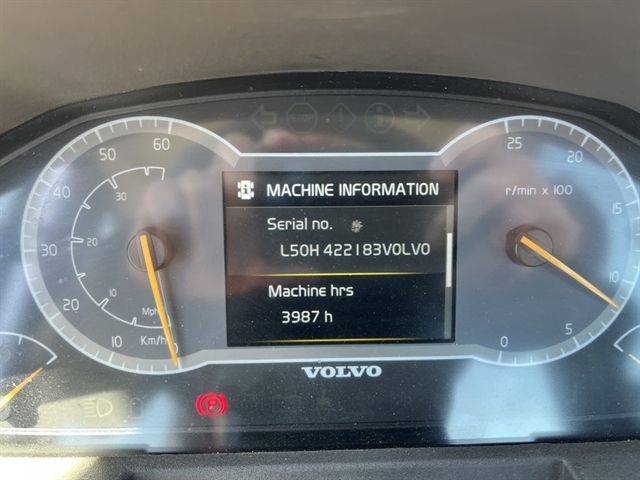 MACHINE INFORMATION
Serial no.
L50H 422183VOLVO
Machine hrs
3987 h
10
20
30
40
50
60
10
20
30
Mph
Km/h
r/min x 100
0
5
10
15
20
25
VOLVO
P